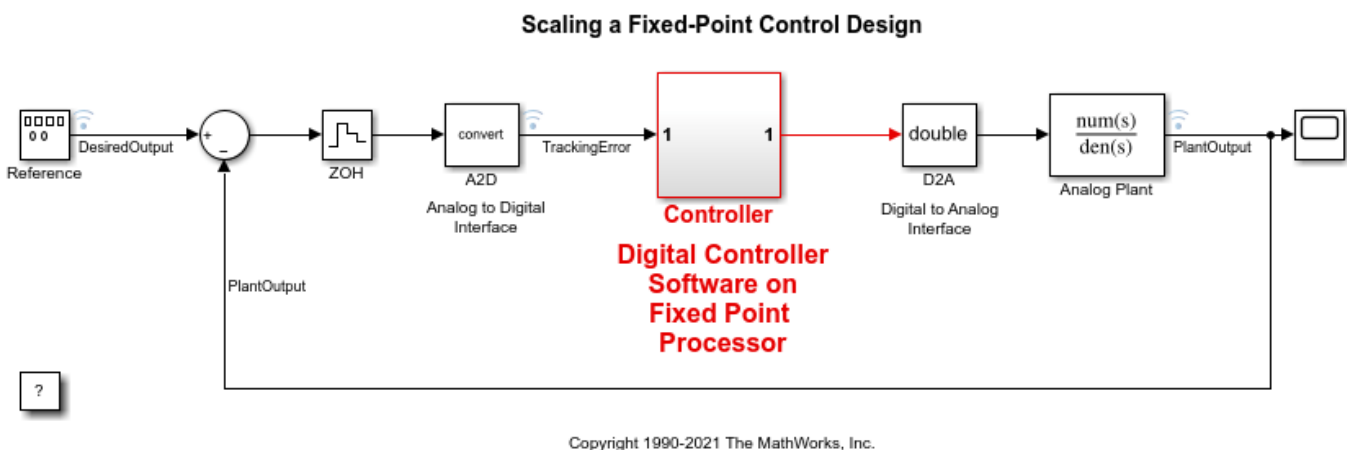 Scaling a Fixed-Point Control Design
DesiredOutput
Reference
+
−
ZOH
convert
A2D
Analog to Digital
Interface
TrackingError
1 1
Controller
Digital Controller
Software on
Fixed Point
Processor
double
D2A
Digital to Analog
Interface
num(s)
den(s)
Analog Plant
PlantOutput
PlantOutput
?
Copyright 1990-2021 The MathWorks, Inc.